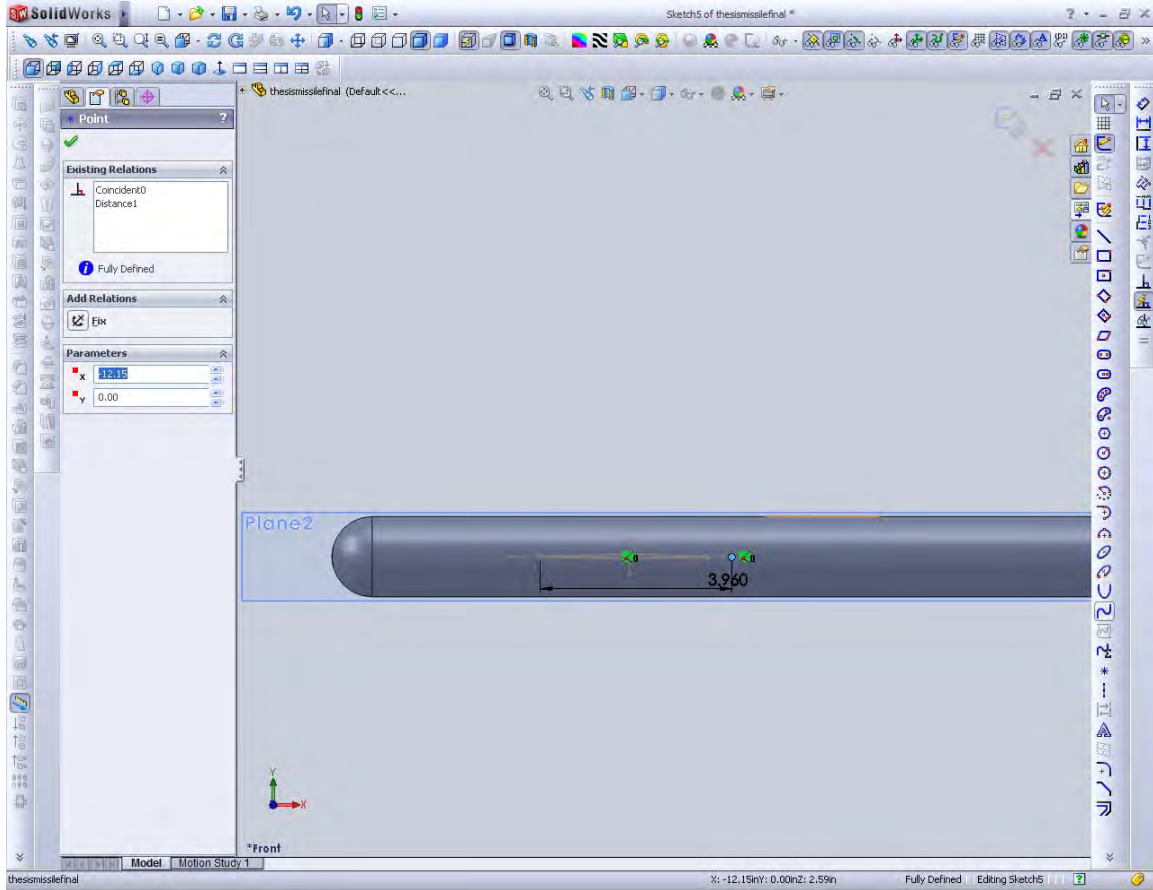 SolidWorks
Sketch5 of thesismissilefinal *
thesismissilefinal (Default<<...
Point
?
Existing Relations
Coincident0
Distance1
Fully Defined
Add Relations
Fix
Parameters
X -12.15
Y 0.00
Plane2
3.960
Y
X
*Front
Model Motion Study 1
thesismissilefinal X: -12.15inY: 0.00inZ: 2.59in Fully Defined Editing Sketch5 ?